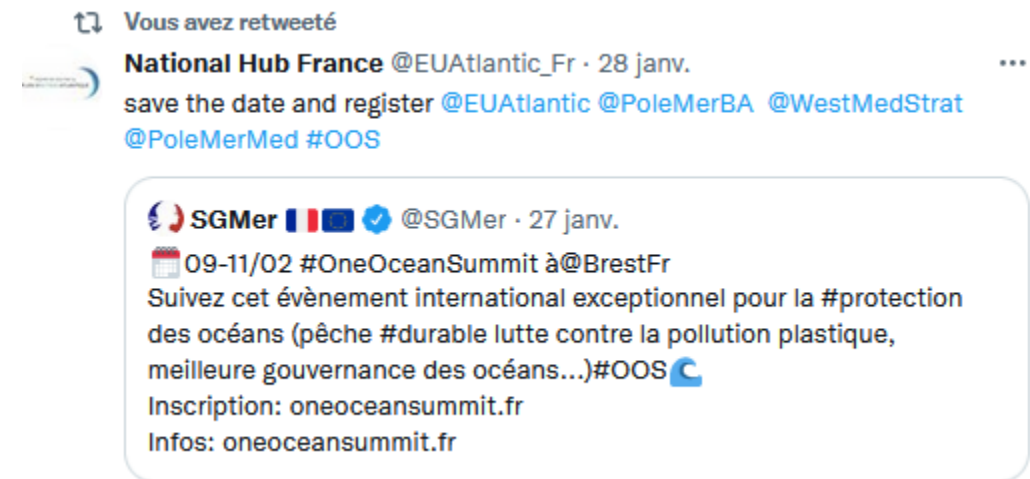 Vous avez retweeté
National Hub France @EUAtlantic_Fr · 28 janv.
save the date and register @EUAtlantic @PoleMerBA @WestMedStrat
@PoleMerMed #OOS
SGMer 🇫🇷🇪🇺 @SGMer · 27 janv.
🗓️09-11/02 #OneOceanSummit à@BrestFr
Suivez cet évènement international exceptionnel pour la #protection
des océans (pêche #durable lutte contre la pollution plastique,
meilleure gouvernance des océans...)#OOS🌊
Inscription: oneoceansummit.fr
Infos: oneoceansummit.fr